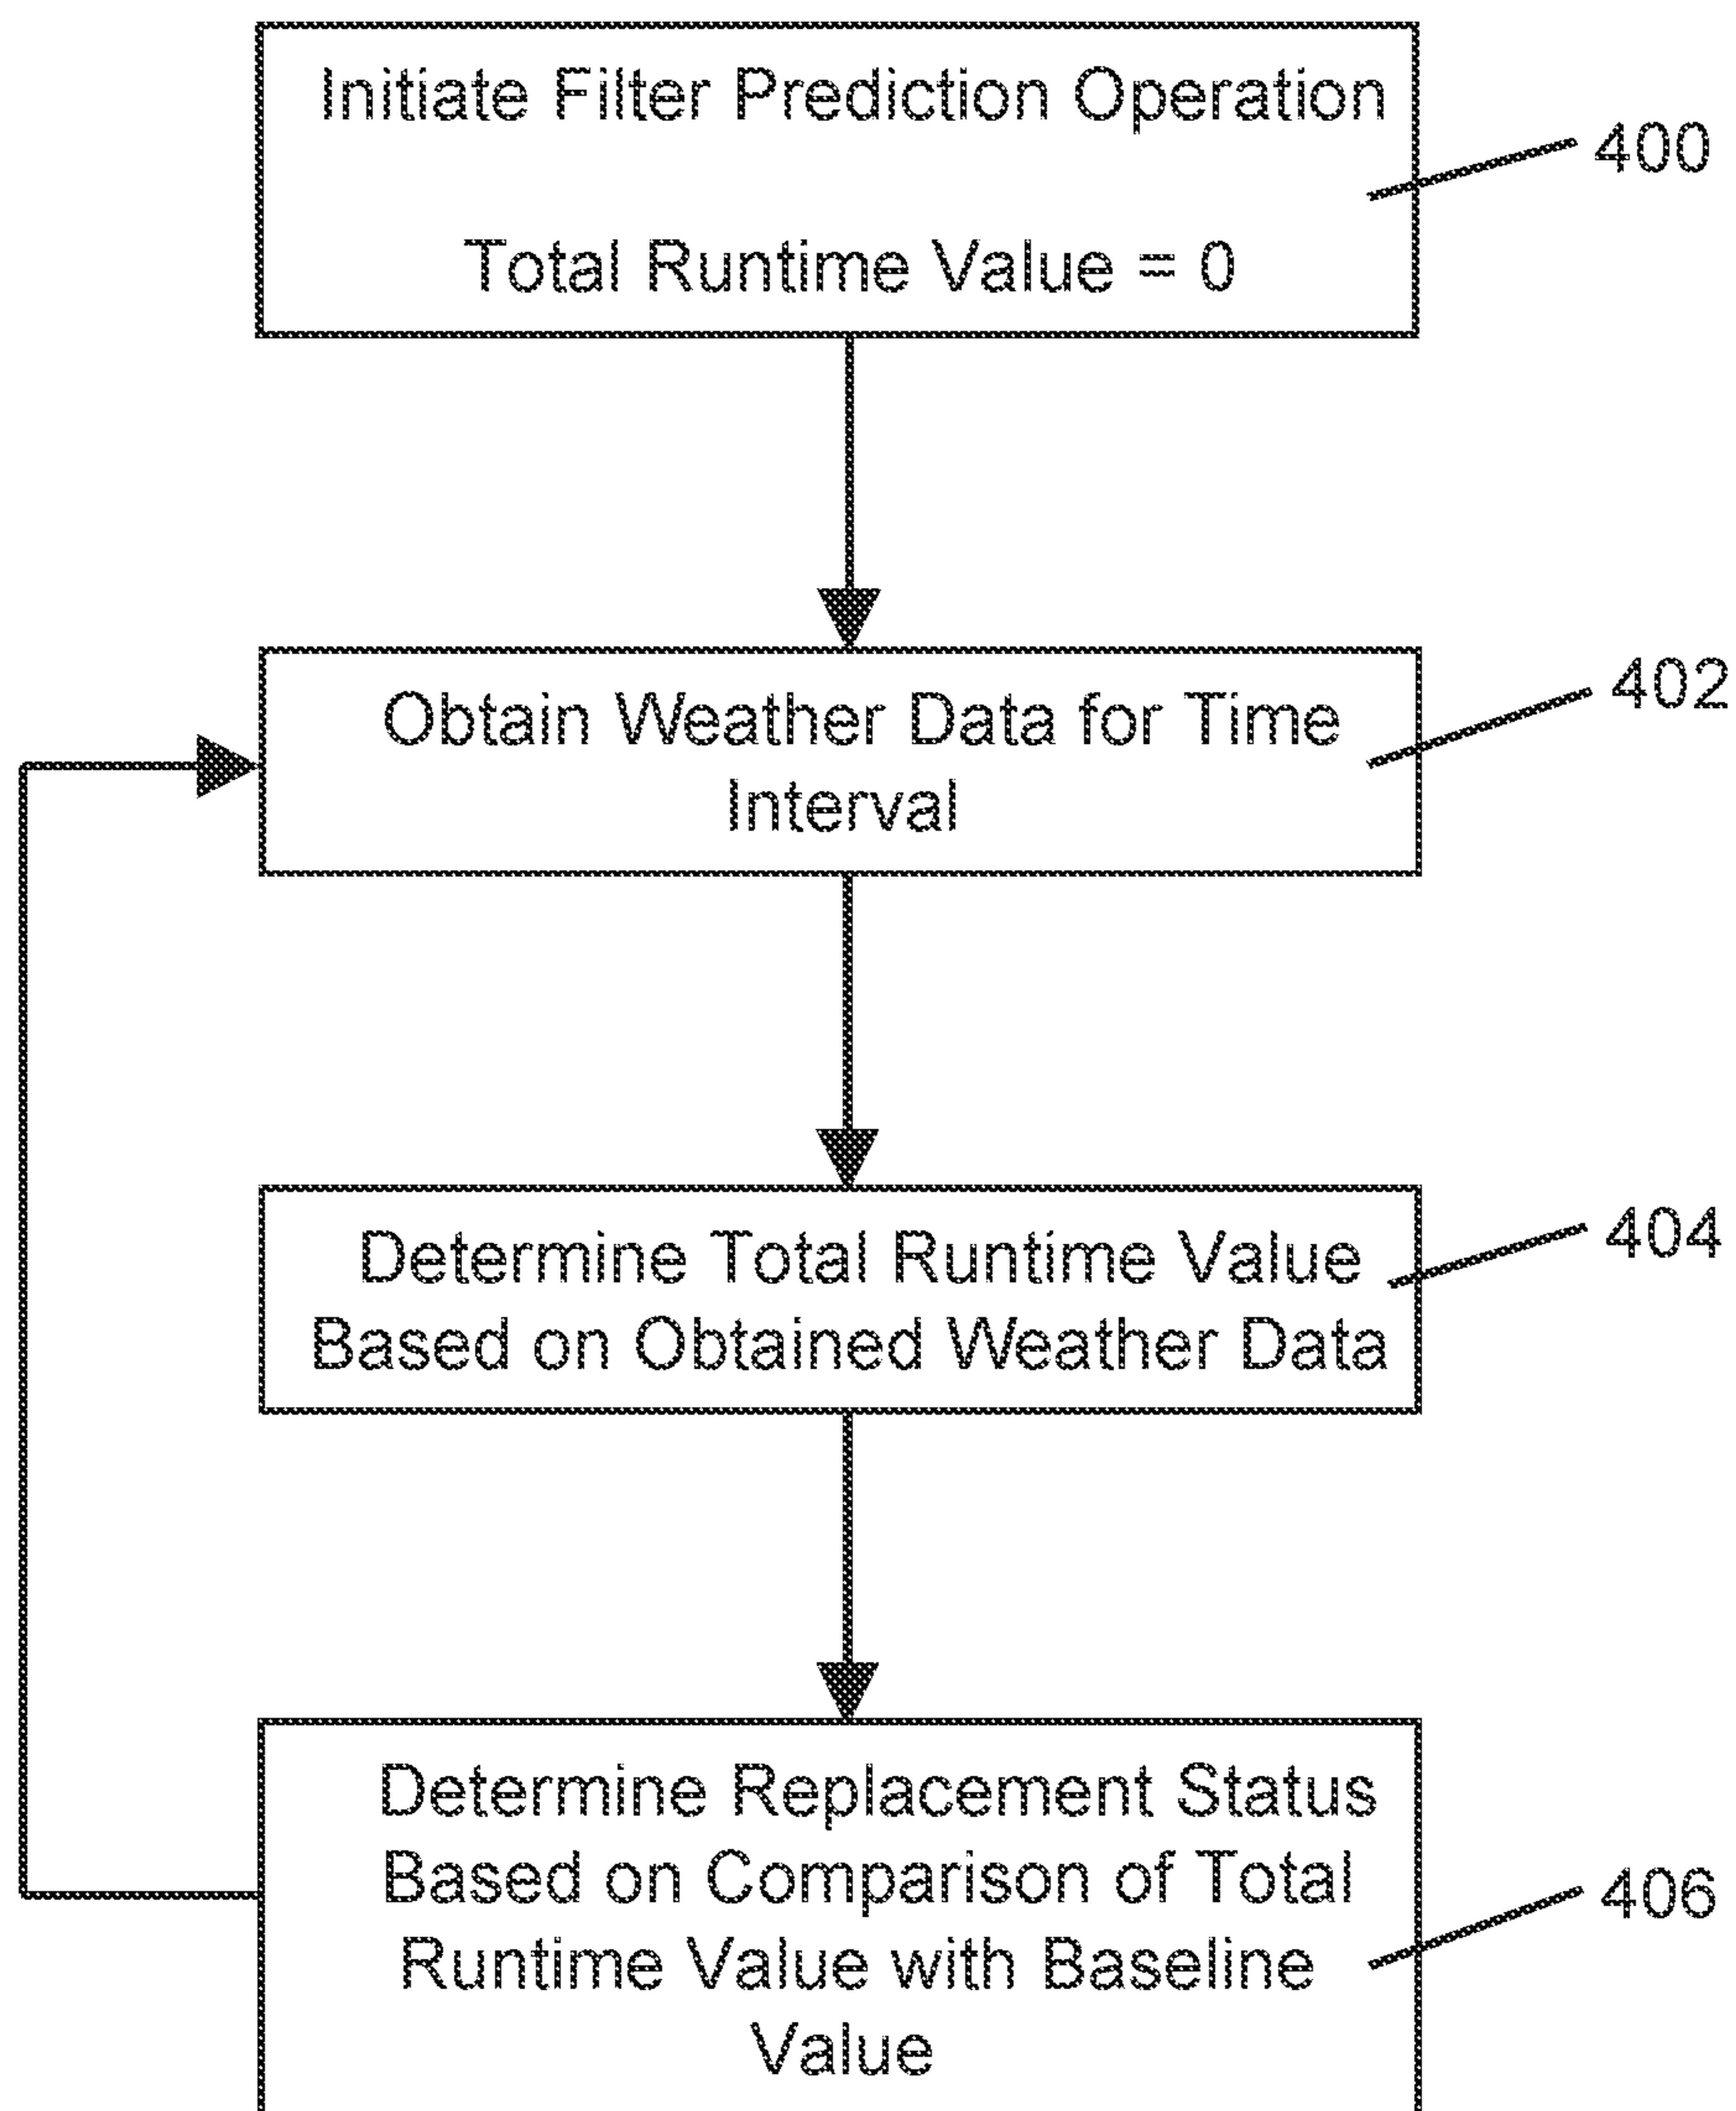 Initiate Filter Prediction Operation
400
Total Runtime Value = 0
Obtain Weather Data for Time
Interval
402
Determine Total Runtime Value
Based on Obtained Weather Data
404
Determine Replacement Status
Based on Comparison of Total
Runtime Value with Baseline
Value
406